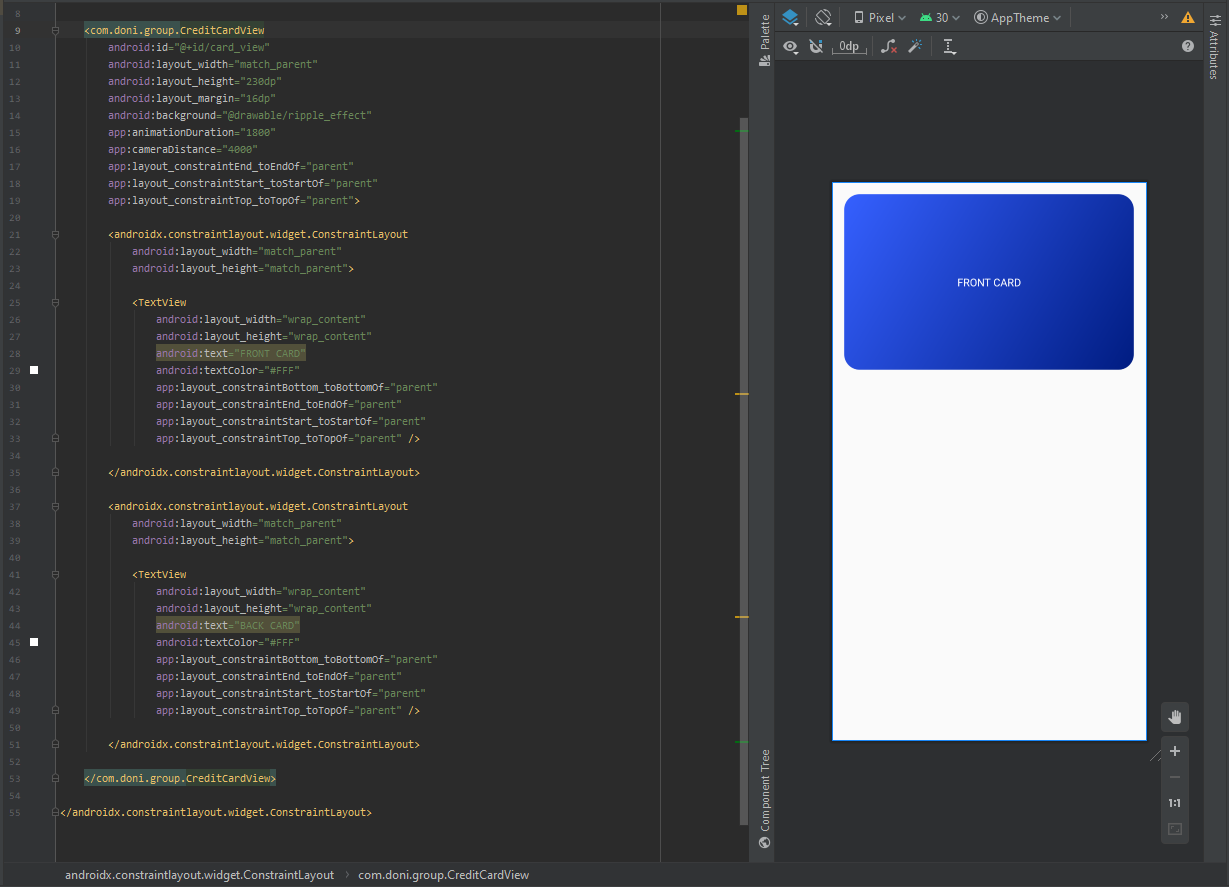 8
9 <com.doni.group.CreditCardView
10 android:id="@+id/card_view"
11 android:layout_width="match_parent"
12 android:layout_height="230dp"
13 android:layout_margin="16dp"
14 android:background="@drawable/ripple_effect"
15 app:animationDuration="1800"
16 app:cameraDistance="4000"
17 app:layout_constraintEnd_toEndOf="parent"
18 app:layout_constraintStart_toStartOf="parent"
19 app:layout_constraintTop_toTopOf="parent">
20
21 <androidx.constraintlayout.widget.ConstraintLayout
22 android:layout_width="match_parent"
23 android:layout_height="match_parent">
24
25 <TextView
26 android:layout_width="wrap_content"
27 android:layout_height="wrap_content"
28 android:text="FRONT CARD"
29 android:textColor="#FFF"
30 app:layout_constraintBottom_toBottomOf="parent"
31 app:layout_constraintEnd_toEndOf="parent"
32 app:layout_constraintStart_toStartOf="parent"
33 app:layout_constraintTop_toTopOf="parent" />
34
35 </androidx.constraintlayout.widget.ConstraintLayout>
36
37 <androidx.constraintlayout.widget.ConstraintLayout
38 android:layout_width="match_parent"
39 android:layout_height="match_parent">
40
41 <TextView
42 android:layout_width="wrap_content"
43 android:layout_height="wrap_content"
44 android:text="BACK CARD"
45 android:textColor="#FFF"
46 app:layout_constraintBottom_toBottomOf="parent"
47 app:layout_constraintEnd_toEndOf="parent"
48 app:layout_constraintStart_toStartOf="parent"
49 app:layout_constraintTop_toTopOf="parent" />
50
51 </androidx.constraintlayout.widget.ConstraintLayout>
52
53 </com.doni.group.CreditCardView>
54
55 </androidx.constraintlayout.widget.ConstraintLayout>
androidx.constraintlayout.widget.ConstraintLayout › com.doni.group.CreditCardView
Palette
Component Tree
Pixel 30 AppTheme »
0dp
FRONT CARD
1:1
Attributes